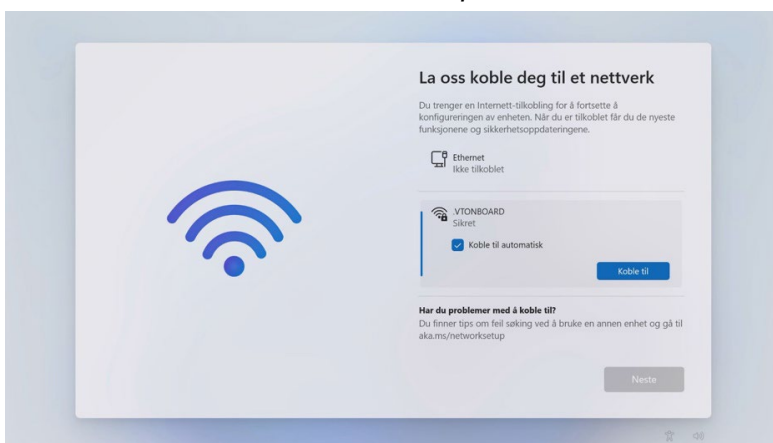 La oss koble deg til et nettverk
Du trenger en Internett-tilkobling for å fortsette å
konfigureringen av enheten. Når du er tilkoblet får du de nyeste
funksjonene og sikkerhetsoppdateringene.
Ethernet
Ikke tilkoblet
.VTONBOARD
Sikret
Koble til automatisk
Koble til
Har du problemer med å koble til?
Du finner tips om feil søking ved å bruke en annen enhet og gå til
aka.ms/networksetup
Neste